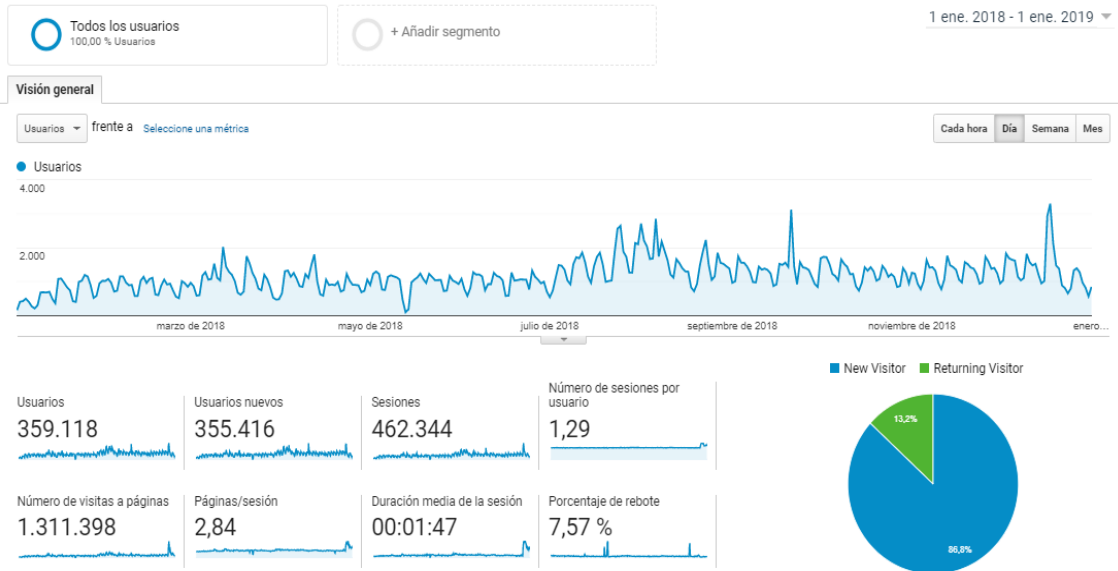 Todos los usuarios
100,00 % Usuarios
+ Añadir segmento
1 ene. 2018 - 1 ene. 2019
Visión general
Usuarios frente a Seleccione una métrica
Cada hora Día Semana Mes
Usuarios
4.000
2.000
marzo de 2018 mayo de 2018 julio de 2018 septiembre de 2018 noviembre de 2018 enero...
New Visitor Returning Visitor
Usuarios
359.118
Usuarios nuevos
355.416
Sesiones
462.344
Número de sesiones por
usuario
1,29
Número de visitas a páginas
1.311.398
Páginas/sesión
2,84
Duración media de la sesión
00:01:47
Porcentaje de rebote
7,57 %
13,2%
86,8%